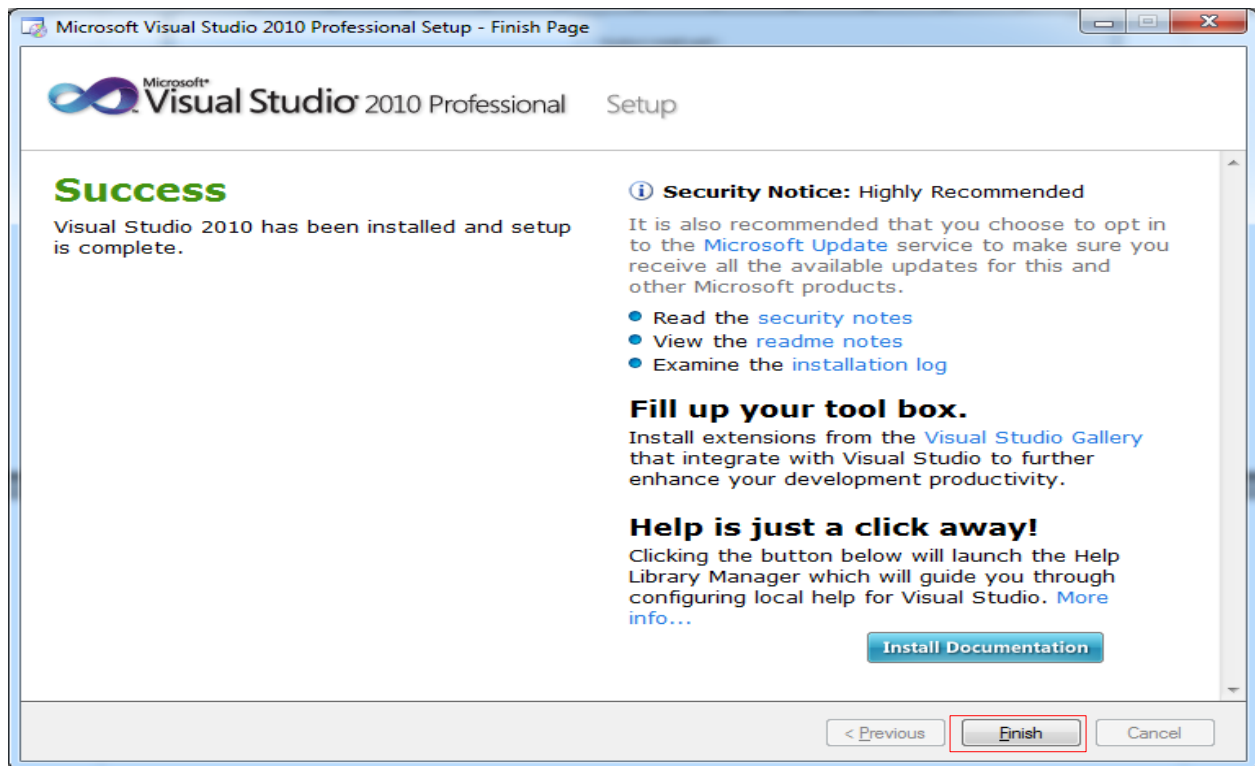 Microsoft Visual Studio 2010 Professional Setup - Finish Page
Microsoft®
Visual Studio® 2010 Professional Setup
Success
Visual Studio 2010 has been installed and setup
is complete.
Security Notice: Highly Recommended
It is also recommended that you choose to opt in
to the Microsoft Update service to make sure you
receive all the available updates for this and
other Microsoft products.
Read the security notes
View the readme notes
Examine the installation log
Fill up your tool box.
Install extensions from the Visual Studio Gallery
that integrate with Visual Studio to further
enhance your development productivity.
Help is just a click away!
Clicking the button below will launch the Help
Library Manager which will guide you through
configuring local help for Visual Studio. More
info...
Install Documentation
< Previous Finish Cancel